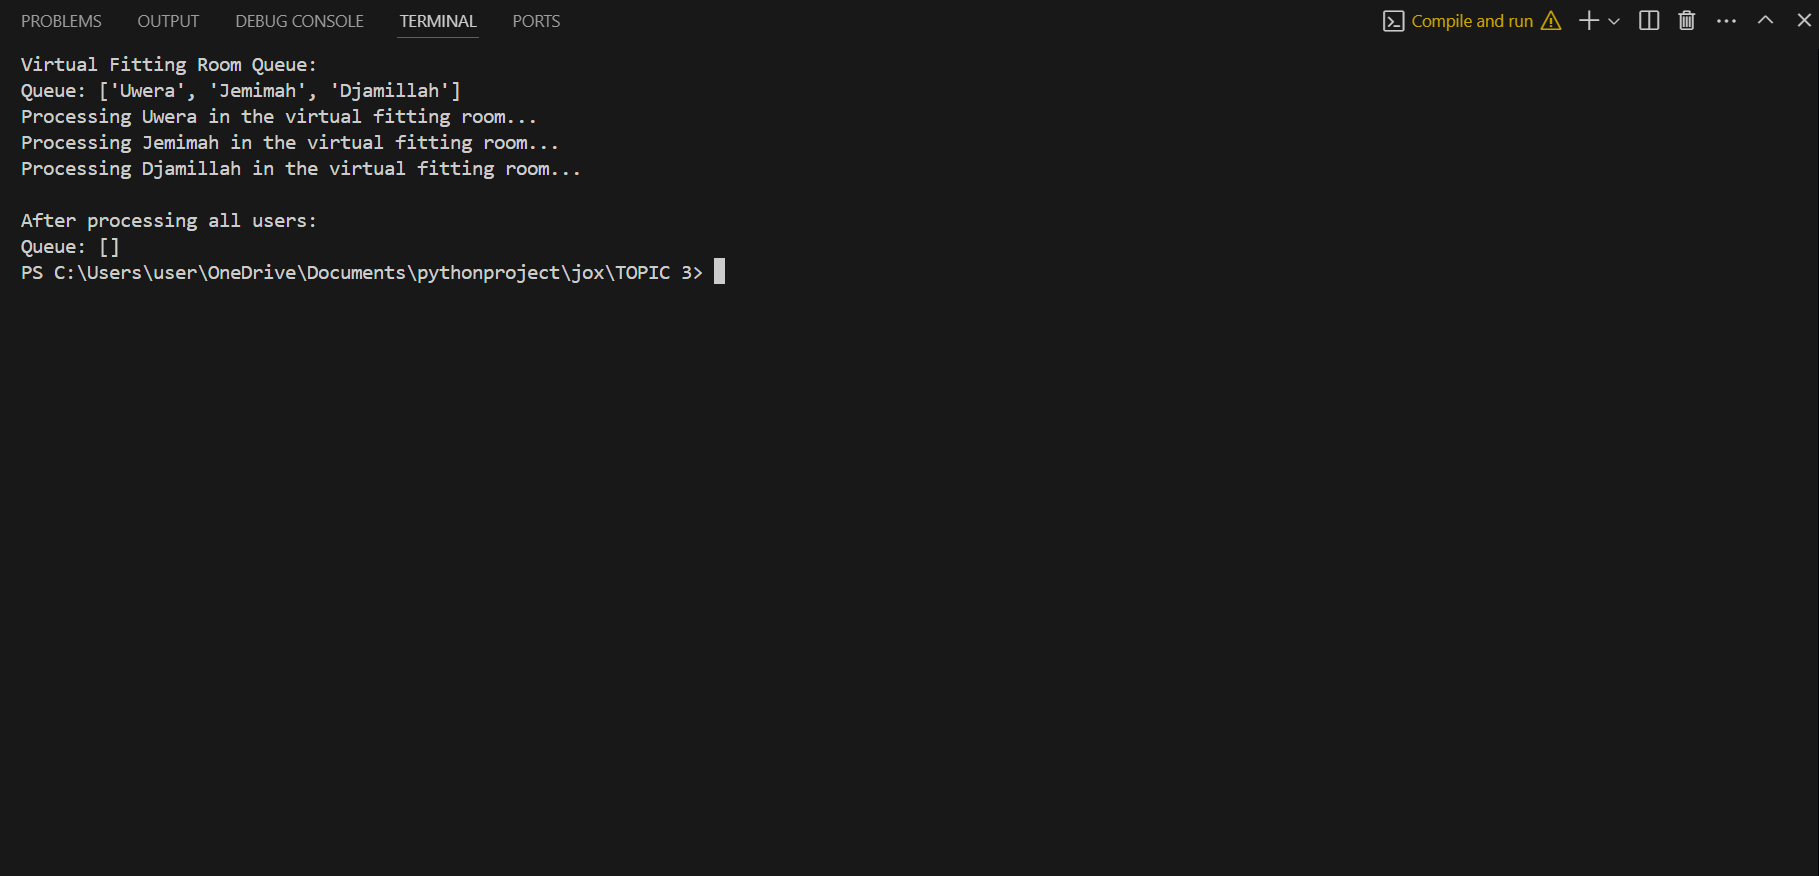 PROBLEMS OUTPUT DEBUG CONSOLE TERMINAL PORTS Compile and run
Virtual Fitting Room Queue:
Queue: ['Uwera', 'Jemimah', 'Djamillah']
Processing Uwera in the virtual fitting room...
Processing Jemimah in the virtual fitting room...
Processing Djamillah in the virtual fitting room...
After processing all users:
Queue: []
PS C:\Users\user\OneDrive\Documents\pythonproject\jox\TOPIC 3>